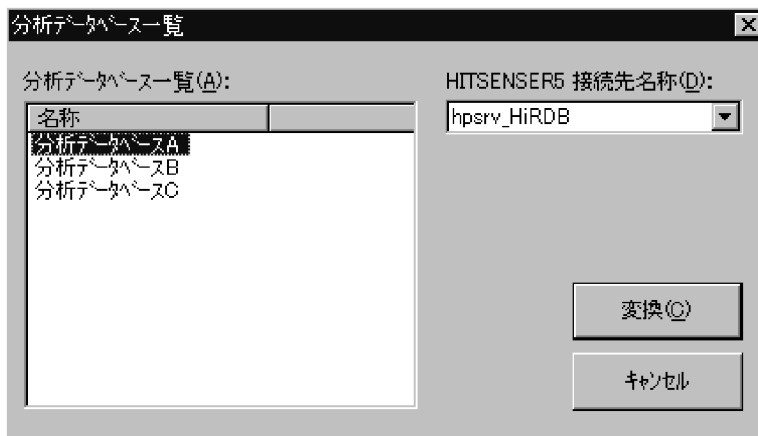 分析ﾃﾞｰﾀﾍﾞｰｽ一覧
分析ﾃﾞｰﾀﾍﾞｰｽ一覧(A):
HITSENSER5 接続先名称(D):
名称
hpsrv_HiRDB
分析ﾃﾞｰﾀﾍﾞｰｽA
分析ﾃﾞｰﾀﾍﾞｰｽB
分析ﾃﾞｰﾀﾍﾞｰｽC
変換(C)
ｷｬﾝｾﾙ